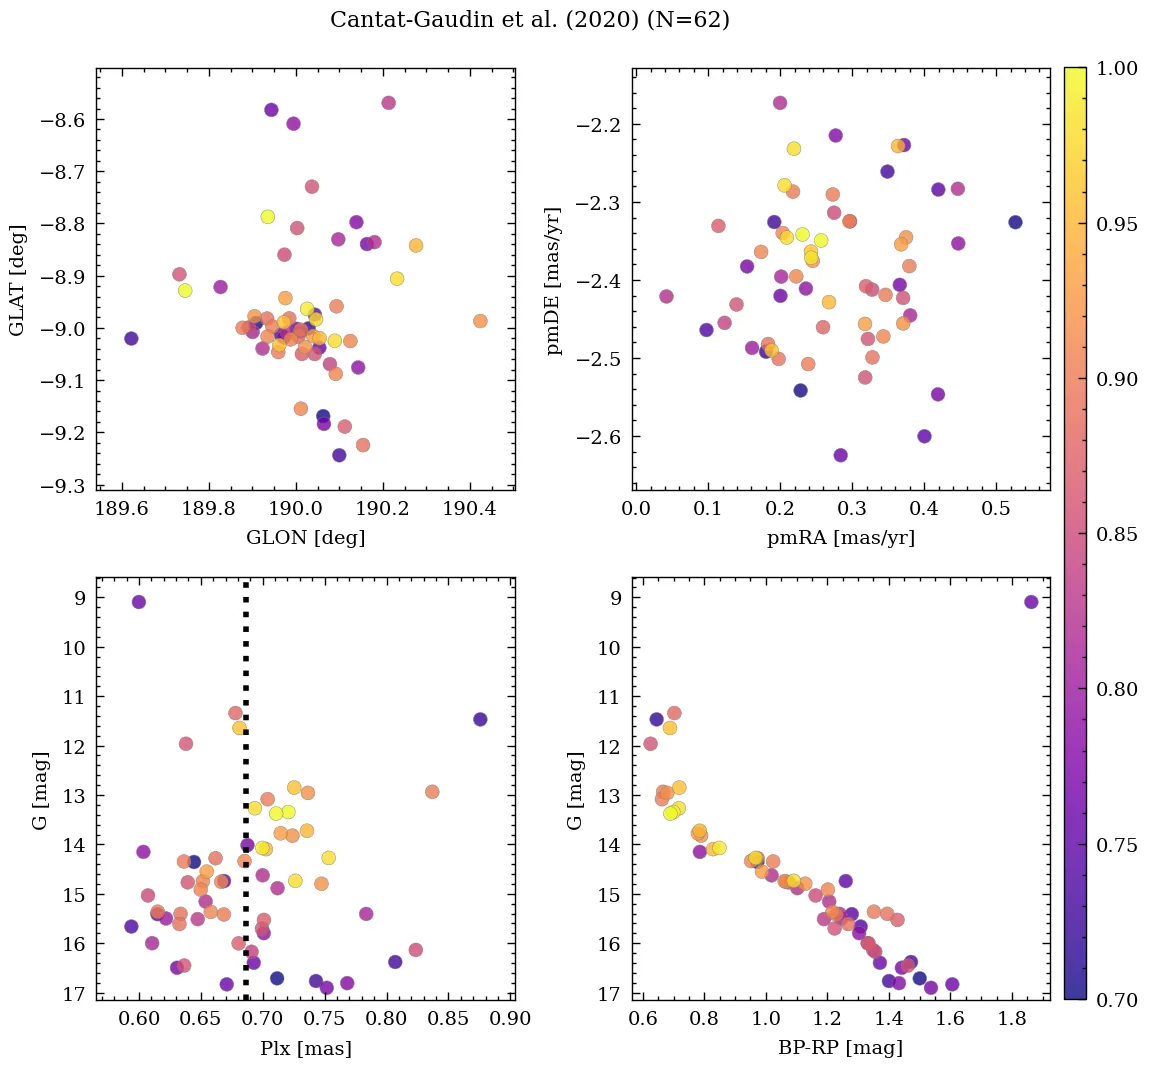 Cantat-Gaudin et al. (2020) (N=62)
−8.6
−8.7
−8.8
−8.9
−9.0
−9.1
−9.2
−9.3
GLAT [deg]
189.6 189.8 190.0 190.2 190.4
GLON [deg]
−2.2
−2.3
−2.4
−2.5
−2.6
pmDE [mas/yr]
0.0 0.1 0.2 0.3 0.4 0.5
pmRA [mas/yr]
1.00
0.95
0.90
0.85
0.80
0.75
0.70
9
10
11
12
13
14
15
16
17
G [mag]
0.60 0.65 0.70 0.75 0.80 0.85 0.90
Plx [mas]
9
10
11
12
13
14
15
16
17
G [mag]
0.6 0.8 1.0 1.2 1.4 1.6 1.8
BP-RP [mag]